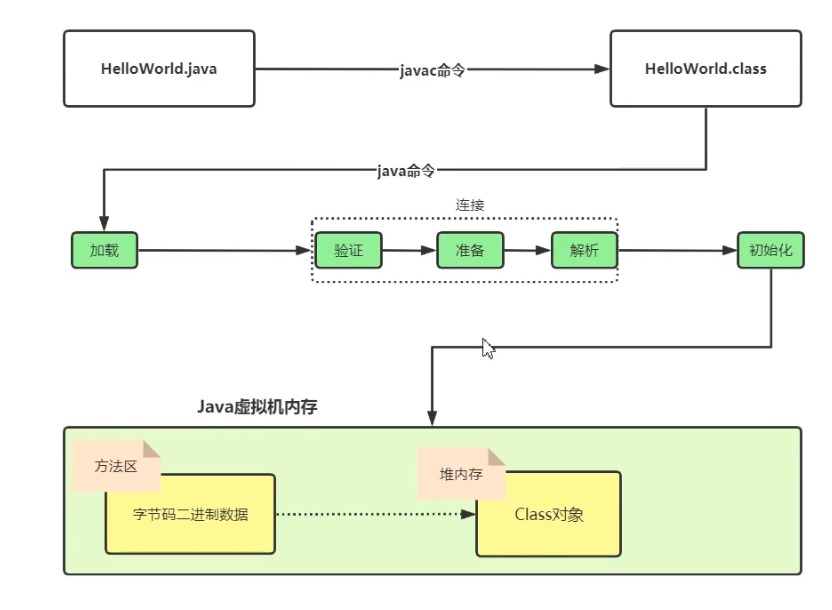 HelloWorld.java
javac命令
HelloWorld.class
java命令
连接
加载
验证
准备
解析
初始化
Java虚拟机内存
方法区
堆内存
字节码二进制数据
Class对象